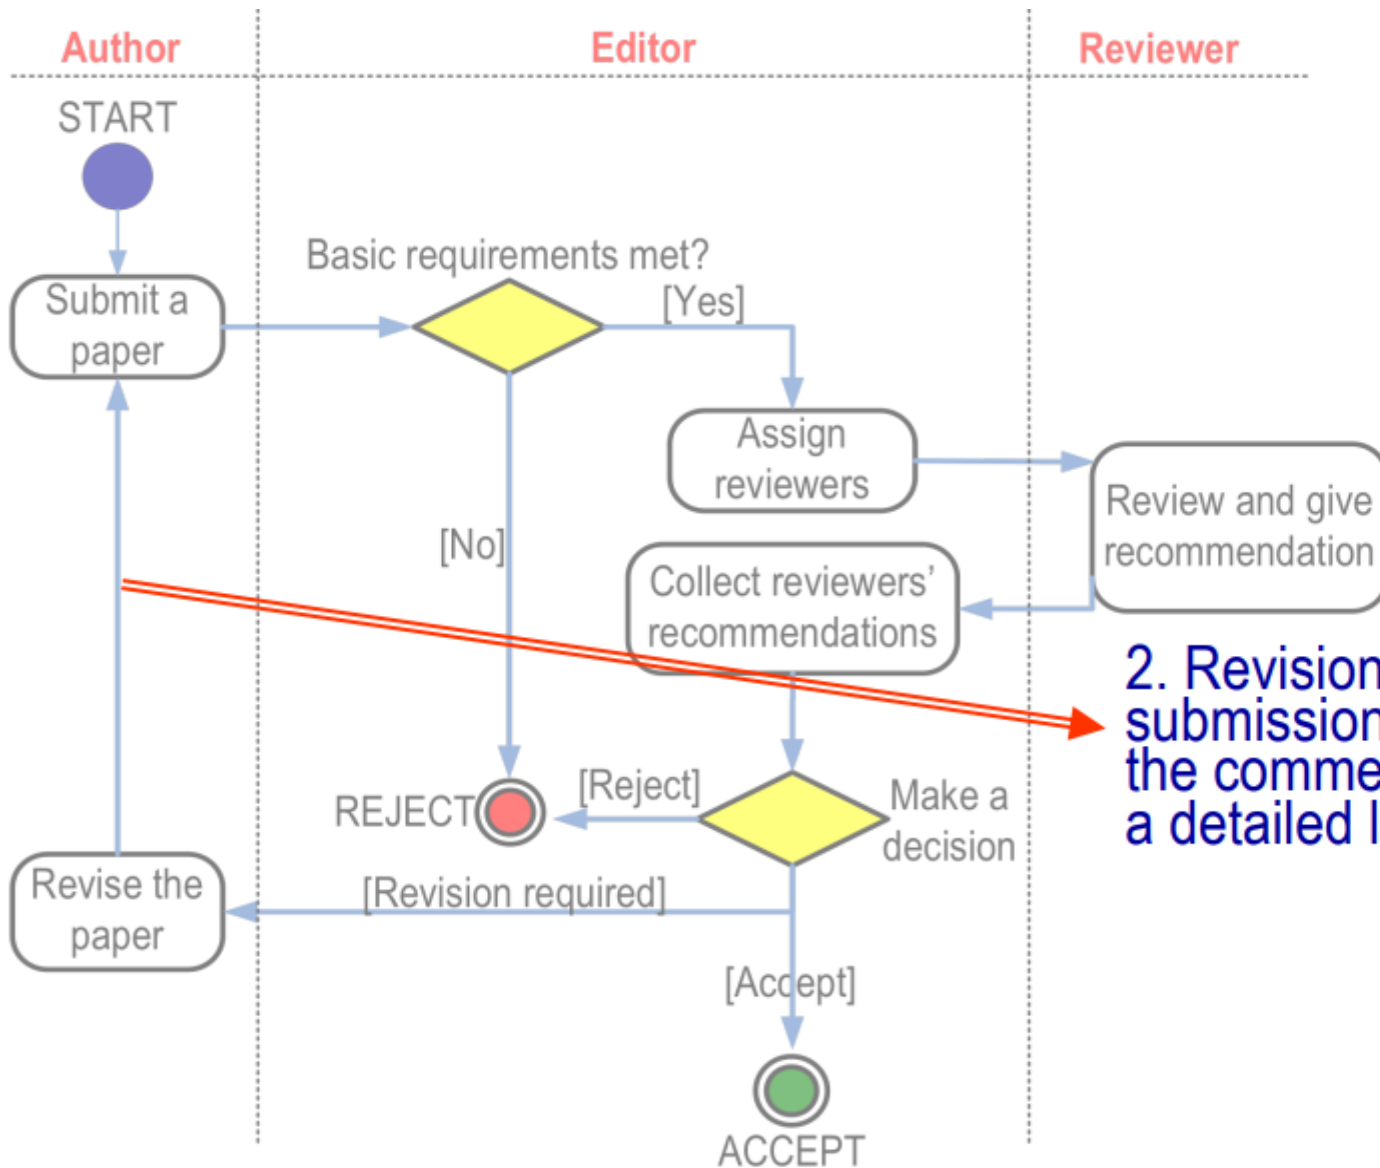 Author
Editor
Reviewer
START
Basic requirements met?
[Yes]
Submit a
paper
Assign
reviewers
Review and give
recommendation
[No]
Collect reviewers’
recommendations
2. Revision
submission
the comme
a detailed l
[Reject]
Make a
decision
REJECT
Revise the
paper
[Revision required]
[Accept]
ACCEPT